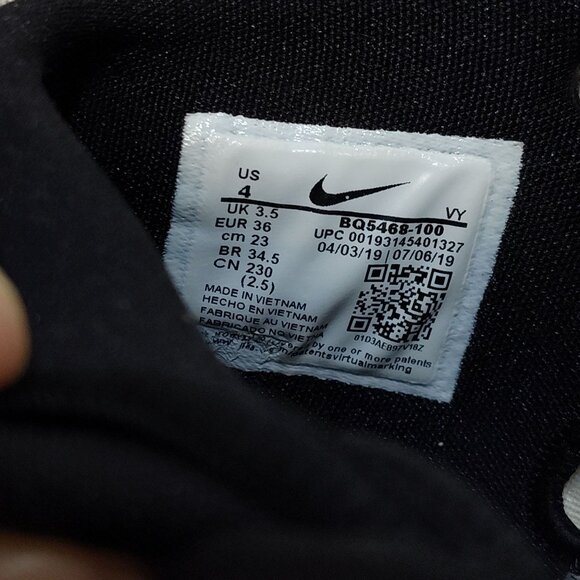 US
4
VY
UK 3.5
BQ5468-100
EUR 36
UPC 00193145401327
cm 23
04/03/19 | 07/06/19
BR 34.5
CN 230
(2.5)
MADE IN VIETNAM
HECHO EN VIETNAM
FABRIQUE AU VIETNAM
FABRICADO NO VIETNAM
by one or more patents
patentsvirtualmarking